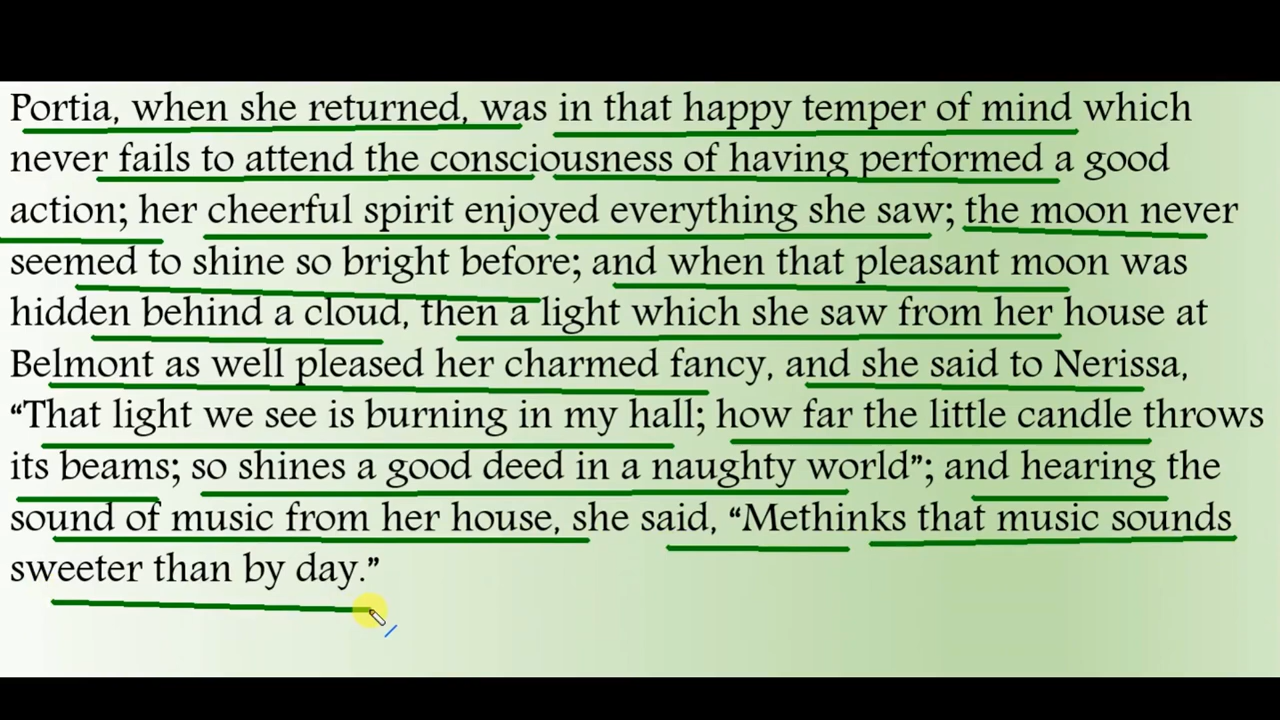 Portia, when she returned, was in that happy temper of mind which
never fails to attend the consciousness of having performed a good
action; her cheerful spirit enjoyed everything she saw; the moon never
seemed to shine so bright before; and when that pleasant moon was
hidden behind a cloud, then a light which she saw from her house at
Belmont as well pleased her charmed fancy, and she said to Nerissa,
“That light we see is burning in my hall; how far the little candle throws
its beams; so shines a good deed in a naughty world”; and hearing the
sound of music from her house, she said, “Methinks that music sounds
sweeter than by day.”